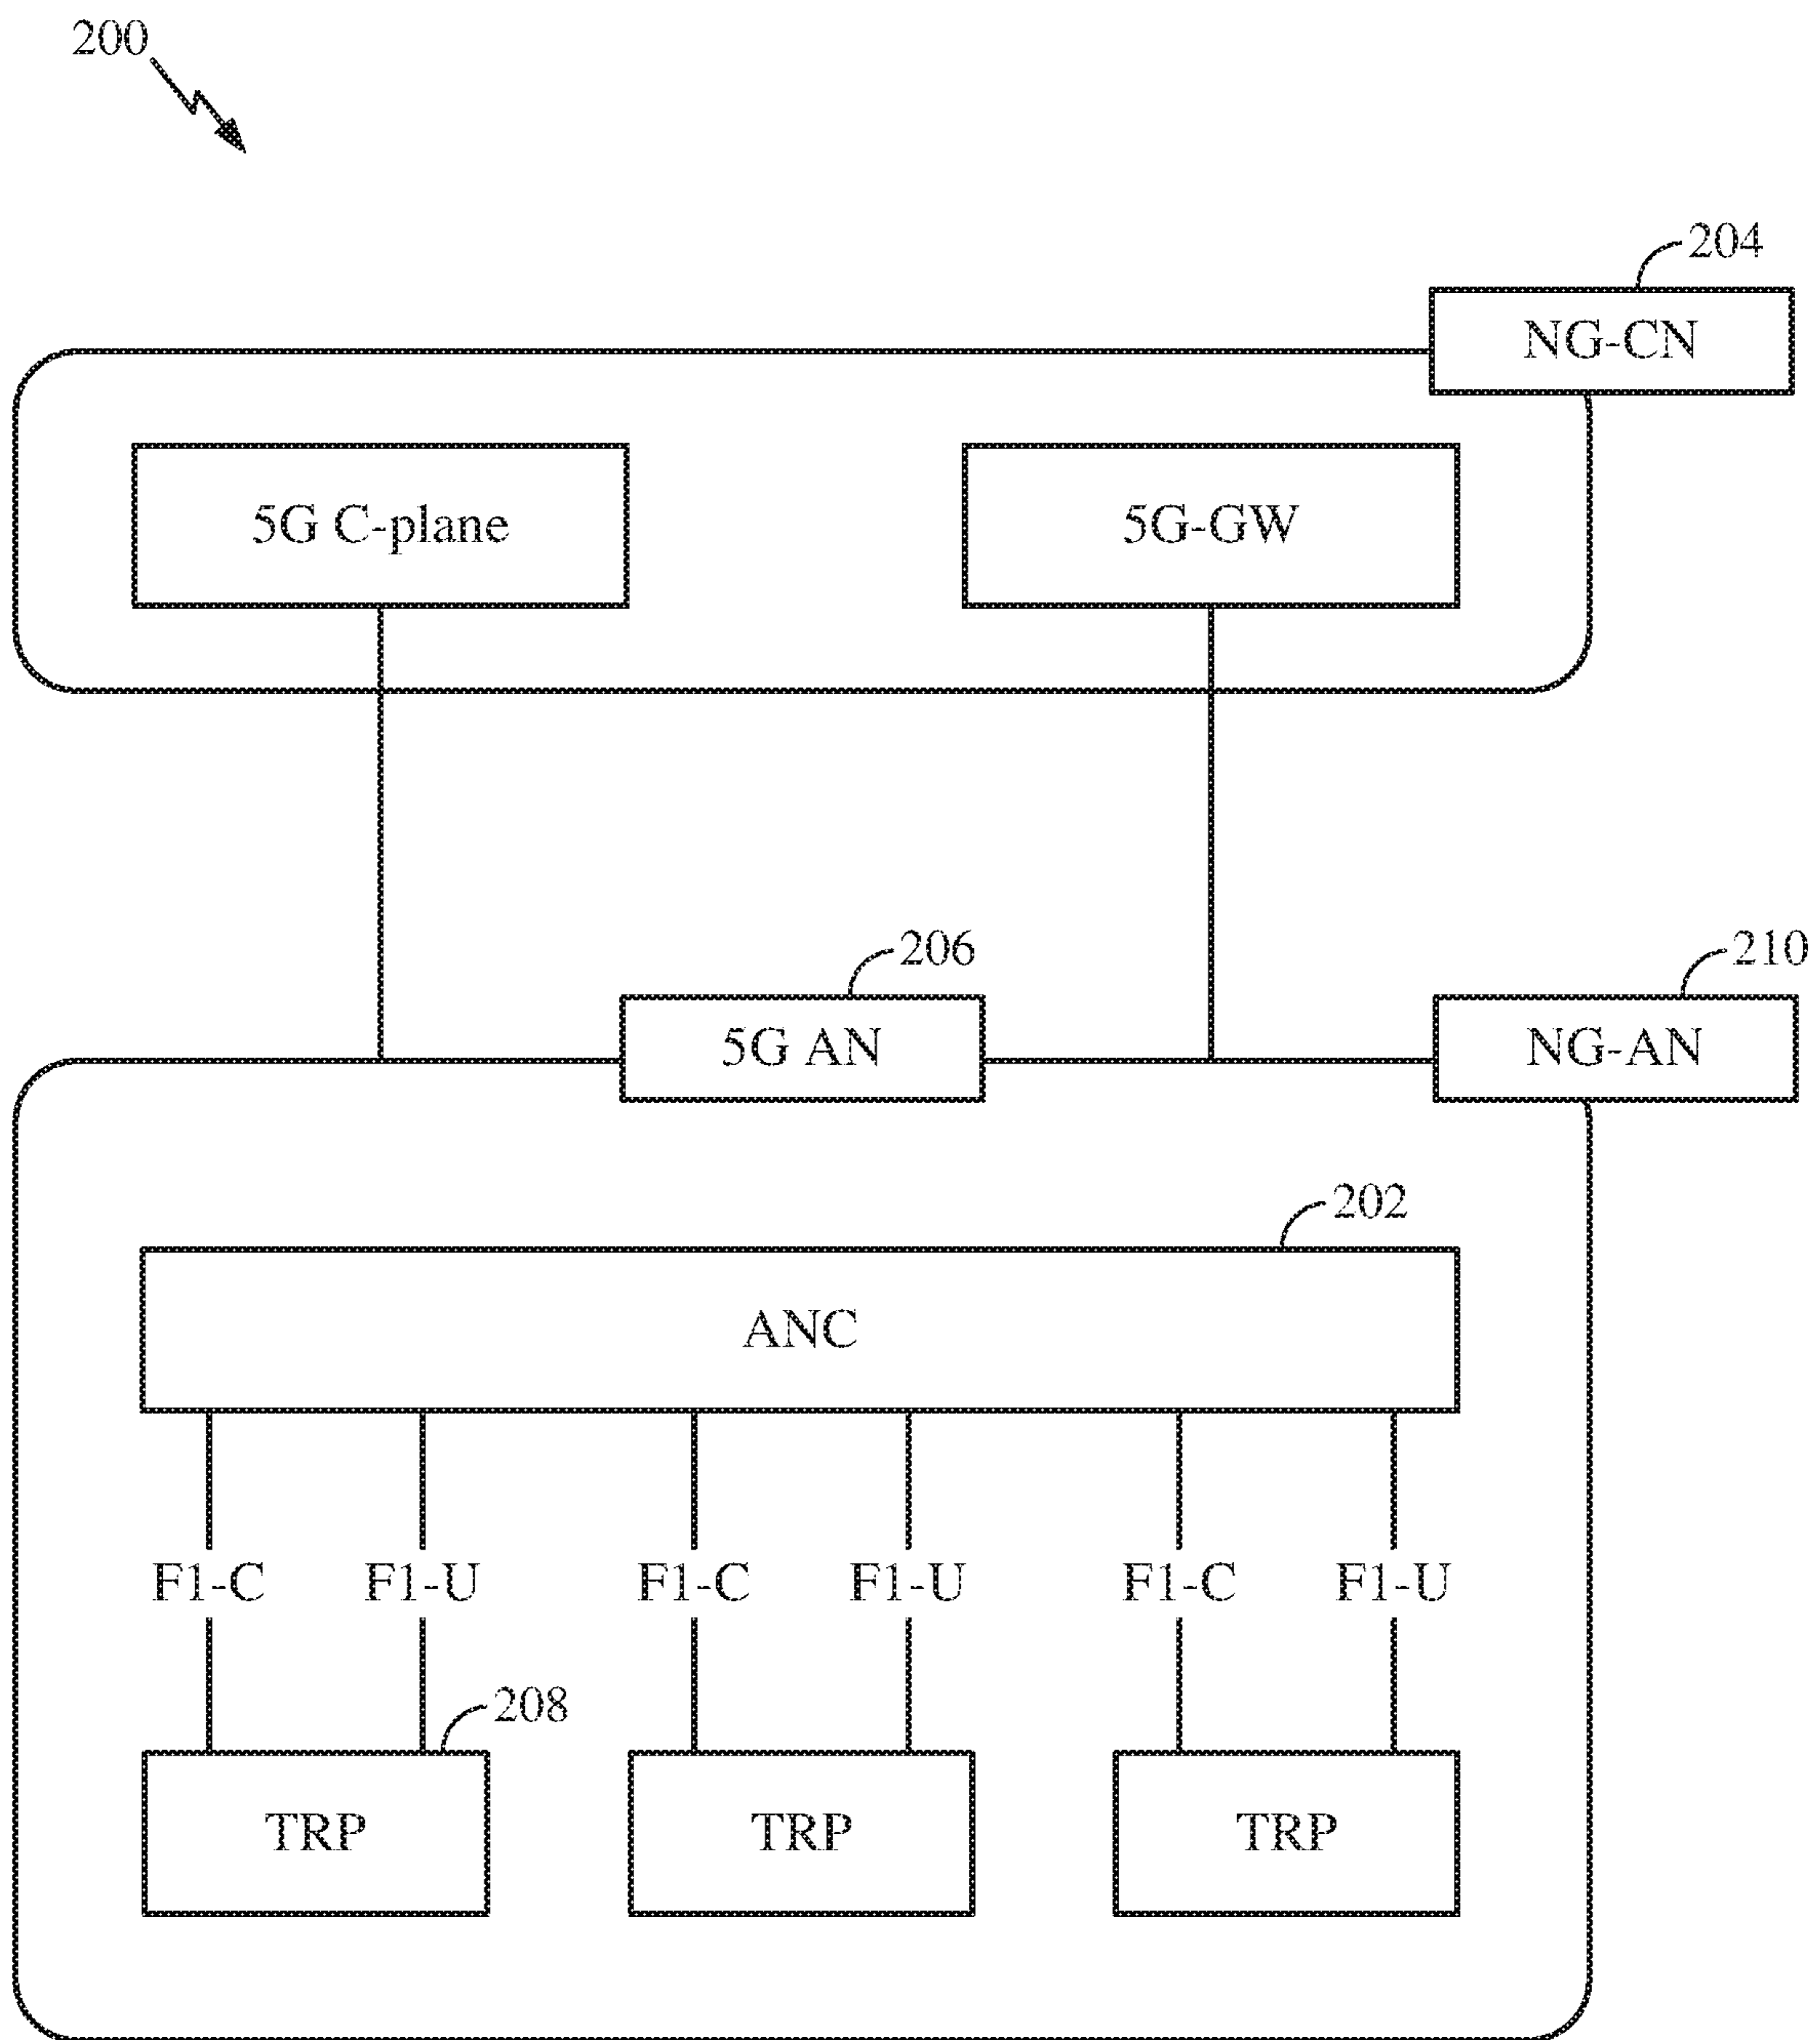 200
204
NG-CN
5G C-plane
5G-GW
206
210
5G AN
NG-AN
202
ANC
F1-C
F1-U
F1-C
F1-U
F1-C
F1-U
208
TRP
TRP
TRP